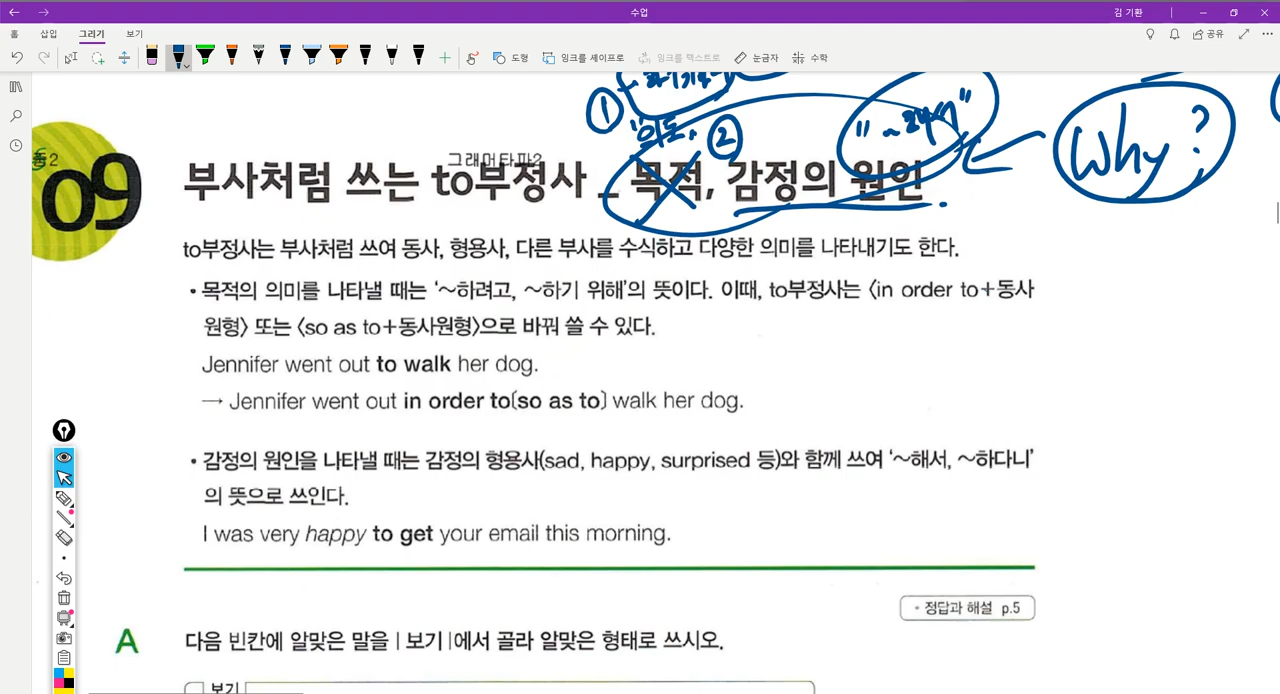 수업
김 기환
홈 삽입 그리기 보기
공유
도형 잉크를 셰이프로 잉크를 텍스트로 눈금자 수학
①
"의도"
②
Why?
중2
09
그래머타파2
부사처럼 쓰는 to부정사 _ 목적, 감정의 원인
to부정사는 부사처럼 쓰여 동사, 형용사, 다른 부사를 수식하고 다양한 의미를 나타내기도 한다.
• 목적의 의미를 나타낼 때는 '~하려고, ~하기 위해'의 뜻이다. 이때, to부정사는 〈in order to+동사
원형〉 또는 〈so as to+동사원형〉으로 바꿔 쓸 수 있다.
Jennifer went out to walk her dog.
→ Jennifer went out in order to(so as to) walk her dog.
• 감정의 원인을 나타낼 때는 감정의 형용사(sad, happy, surprised 등)와 함께 쓰여 '~해서, ~하다니'
의 뜻으로 쓰인다.
I was very happy to get your email this morning.
• 정답과 해설 p.5
A 다음 빈칸에 알맞은 말을 | 보기 |에서 골라 알맞은 형태로 쓰시오.
보기